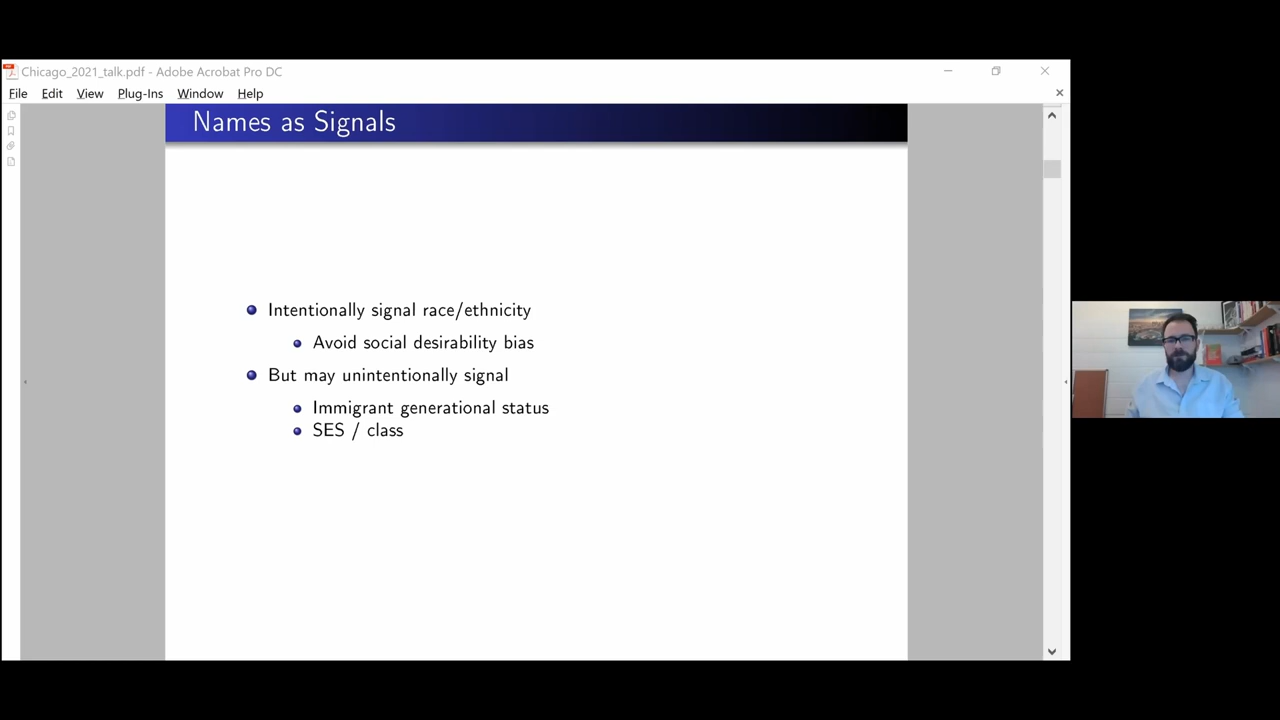 Chicago_2021_talk.pdf - Adobe Acrobat Pro DC
File Edit View Plug-Ins Window Help
Names as Signals
Intentionally signal race/ethnicity
Avoid social desirability bias
But may unintentionally signal
Immigrant generational status
SES / class